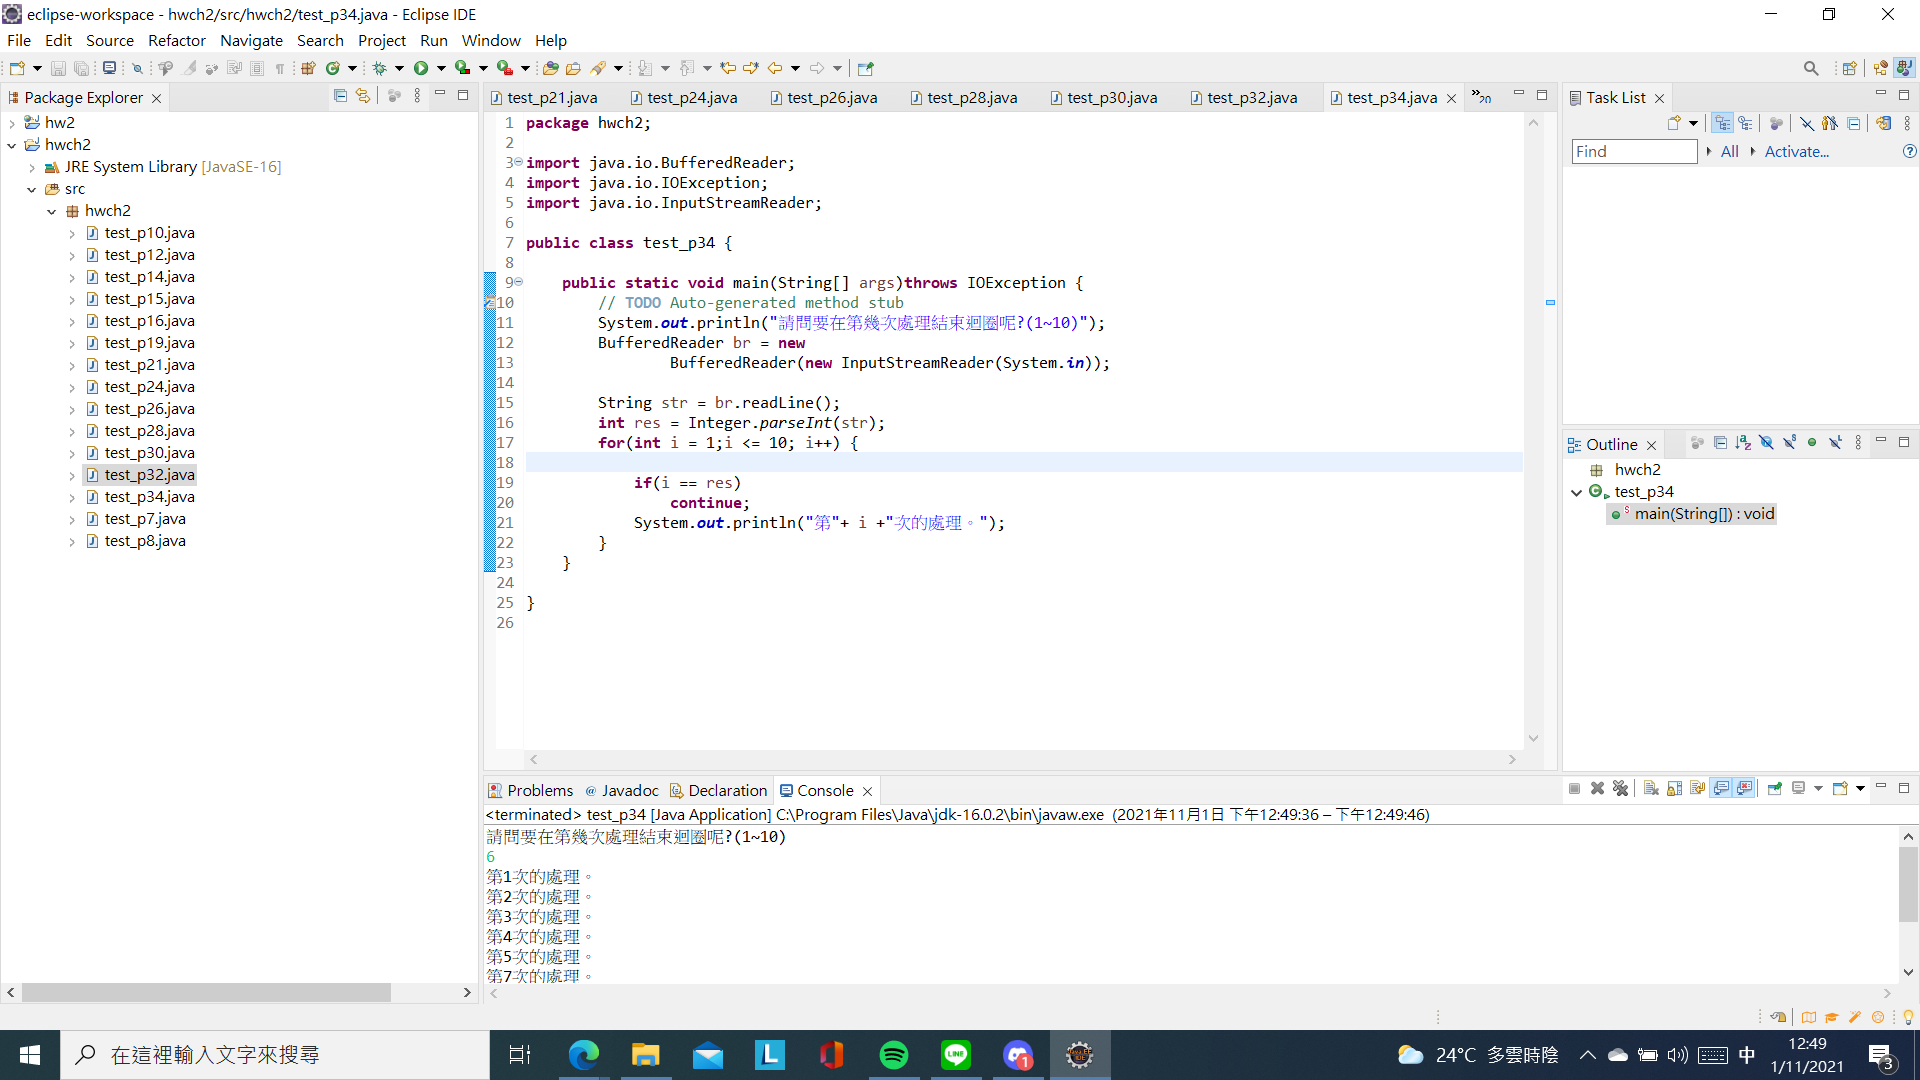 eclipse-workspace - hwch2/src/hwch2/test_p34.java - Eclipse IDE
File Edit Source Refactor Navigate Search Project Run Window Help
Package Explorer
hw2
hwch2
JRE System Library [JavaSE-16]
src
hwch2
test_p10.java
test_p12.java
test_p14.java
test_p15.java
test_p16.java
test_p19.java
test_p21.java
test_p24.java
test_p26.java
test_p28.java
test_p30.java
test_p32.java
test_p34.java
test_p7.java
test_p8.java
test_p21.java test_p24.java test_p26.java test_p28.java test_p30.java test_p32.java test_p34.java »20
1 package hwch2;
2
3 import java.io.BufferedReader;
4 import java.io.IOException;
5 import java.io.InputStreamReader;
6
7 public class test_p34 {
8
9 public static void main(String[] args)throws IOException {
10 // TODO Auto-generated method stub
11 System.out.println("請問要在第幾次處理結束迴圈呢?(1~10)");
12 BufferedReader br = new
13 BufferedReader(new InputStreamReader(System.in));
14
15 String str = br.readLine();
16 int res = Integer.parseInt(str);
17 for(int i = 1;i <= 10; i++) {
18
19 if(i == res)
20 continue;
21 System.out.println("第"+ i +"次的處理。");
22 }
23 }
24
25 }
26
Task List
Find All Activate...
Outline
hwch2
test_p34
main(String[]) : void
Problems @ Javadoc Declaration Console
<terminated> test_p34 [Java Application] C:\Program Files\Java\jdk-16.0.2\bin\javaw.exe (2021年11月1日 下午12:49:36 – 下午12:49:46)
請問要在第幾次處理結束迴圈呢?(1~10)
6
第1次的處理。
第2次的處理。
第3次的處理。
第4次的處理。
第5次的處理。
第7次的處理。
在這裡輸入文字來搜尋
L
LINE
1
24°C 多雲時陰
中
12:49
1/11/2021
3